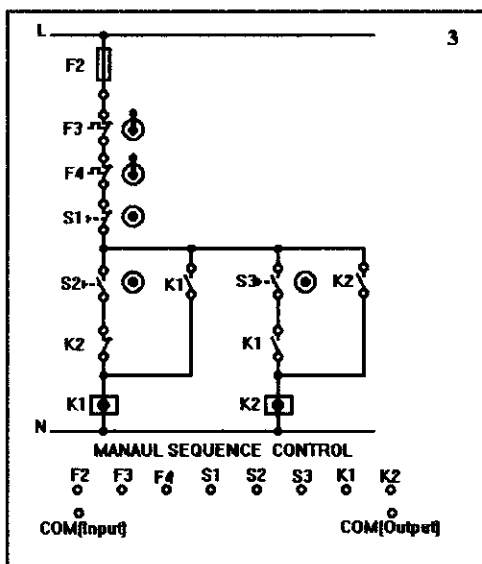 L 3
F2
F3
F4
S1
S2 K1 S3 K2
K2 K1
K1 K2
N
MANAUL SEQUENCE CONTROL
F2 F3 F4 S1 S2 S3 K1 K2
COM[Input] COM[Output]